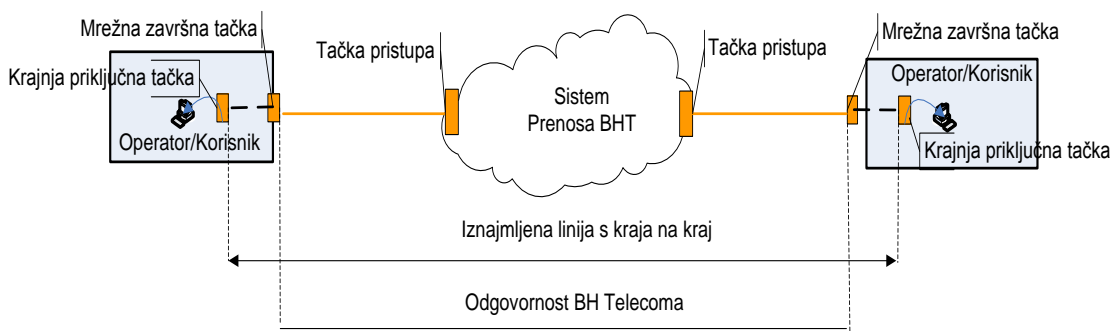 Mrežna završna tačka
Tačka pristupa
Krajnja priključna tačka
Operator/Korisnik
Sistem
Prenosa BHT
Tačka pristupa
Mrežna završna tačka
Operator/Korisnik
Krajnja priključna tačka
Iznajmljena linija s kraja na kraj
Odgovornost BH Telecoma